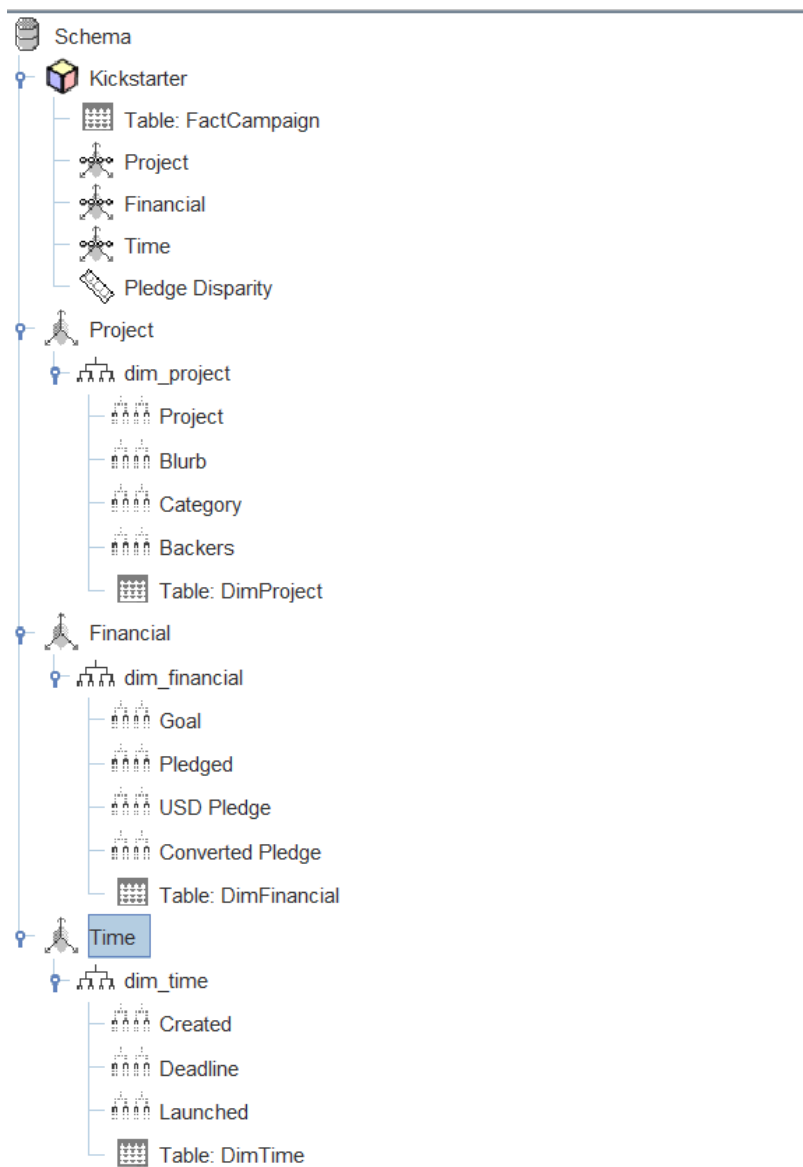 Schema
Kickstarter
Table: FactCampaign
Project
Financial
Time
Pledge Disparity
Project
dim_project
Project
Blurb
Category
Backers
Table: DimProject
Financial
dim_financial
Goal
Pledged
USD Pledge
Converted Pledge
Table: DimFinancial
Time
dim_time
Created
Deadline
Launched
Table: DimTime